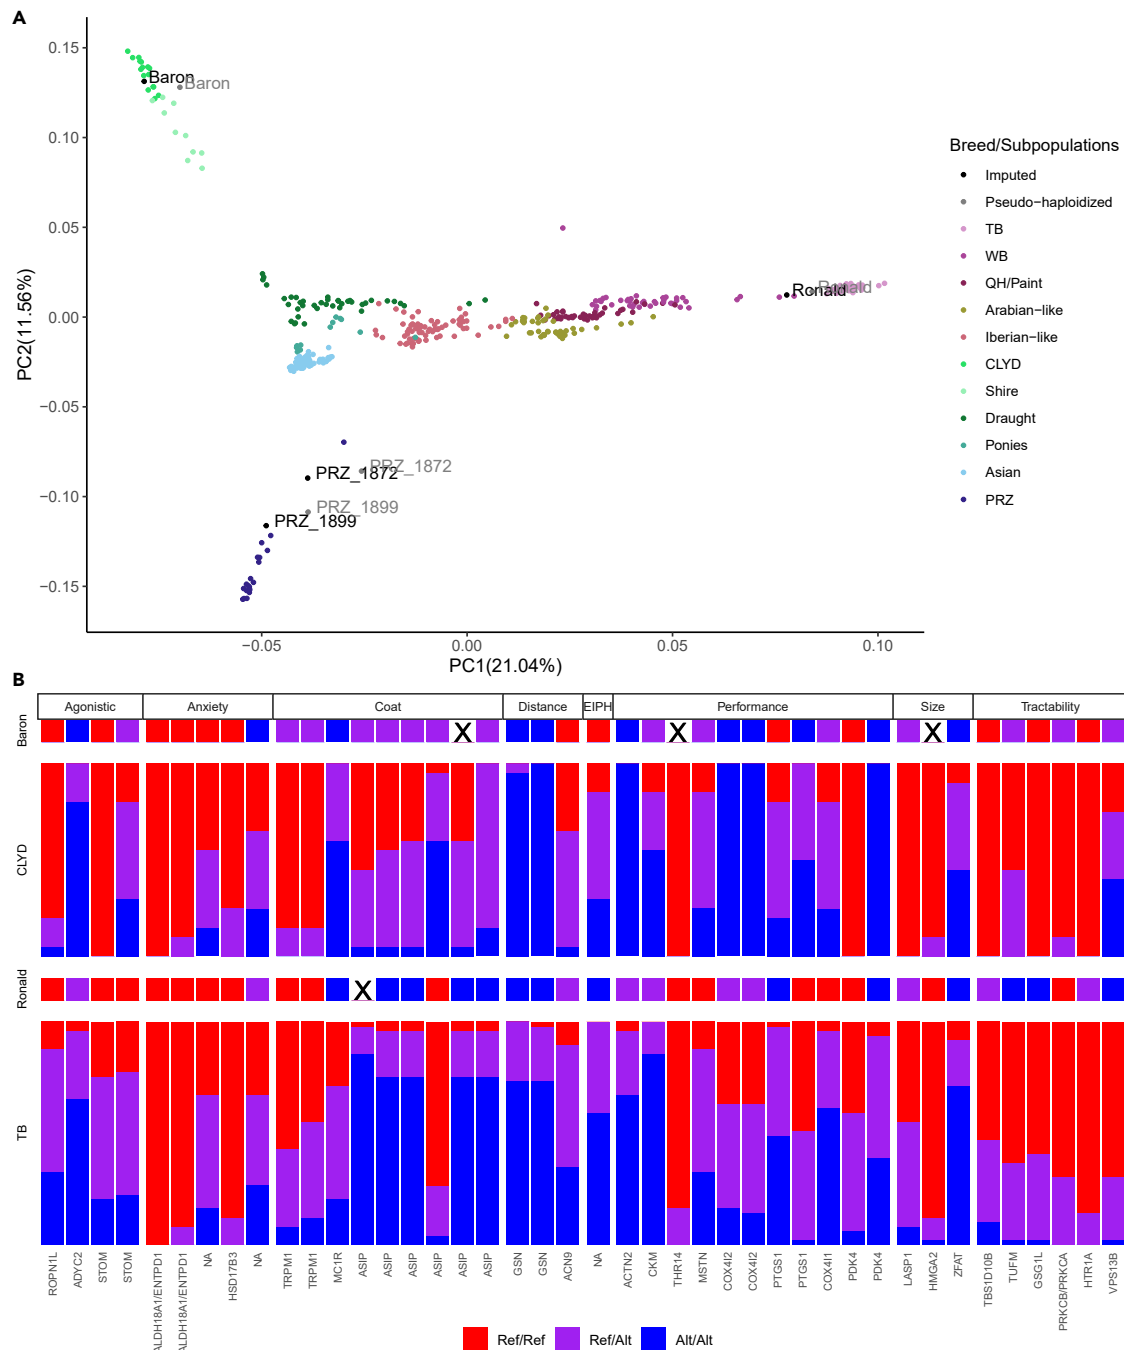 A
0.15
0.10
0.05
0.00
−0.05
−0.10
−0.15
PC2(11.56%)
Baron
Baron
Ronald
Ronald
PRZ_1872
PRZ_1872
PRZ_1899
PRZ_1899
−0.05
0.00
0.05
0.10
PC1(21.04%)
Breed/Subpopulations
Imputed
Pseudo−haploidized
TB
WB
QH/Paint
Arabian−like
Iberian−like
CLYD
Shire
Draught
Ponies
Asian
PRZ
B
Agonistic
Anxiety
Coat
Distance
EIPH
Performance
Size
Tractability
Baron
X
X
X
CLYD
Ronald
X
TB
ROPN1L
ADYC2
STOM
STOM
ALDH18A1/ENTPD1
ALDH18A1/ENTPD1
NA
HSD17B3
NA
TRPM1
TRPM1
MC1R
ASIP
ASIP
ASIP
ASIP
ASIP
ASIP
GSN
GSN
ACN9
NA
ACTN2
CKM
THR14
MSTN
COX4I2
COX4I2
PTGS1
PTGS1
COX4I1
PDK4
PDK4
LASP1
HMGA2
ZFAT
TBS1D10B
TUFM
GSG1L
PRKCB/PRKCA
HTR1A
VPS13B
Ref/Ref
Ref/Alt
Alt/Alt